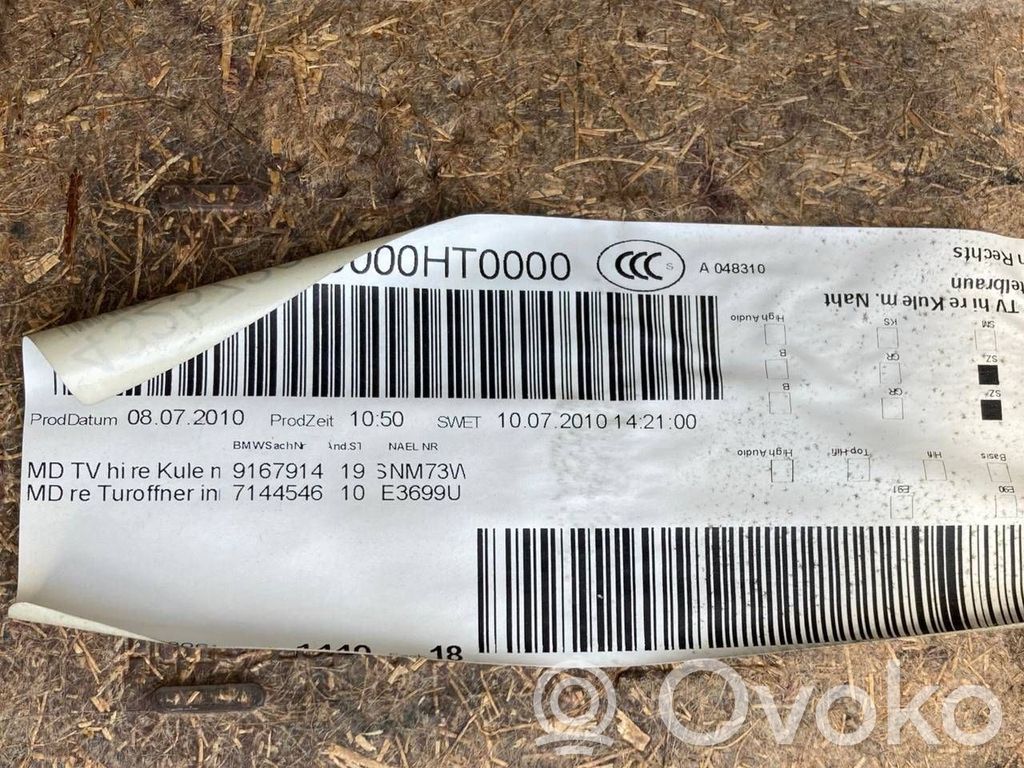 000HT0000
CCC S
A 048310
n Rechts
telbraun
TV hi re Kule m. Naht
High Audio
KS
SM
B
GR
SZ
B
GR
SZ
ProdDatum 08.07.2010 ProdZeit 10:50 SWET 10.07.2010 14:21:00
BMWSachNr Änd.ST NAEL NR
MD TV hi re Kule n 9167914 19 SNM73W
MD re Turoffner in 7144546 10 E3699U
High Audio
Top Hifi
Hifi
Basis
E91
E90
18
Ovoko